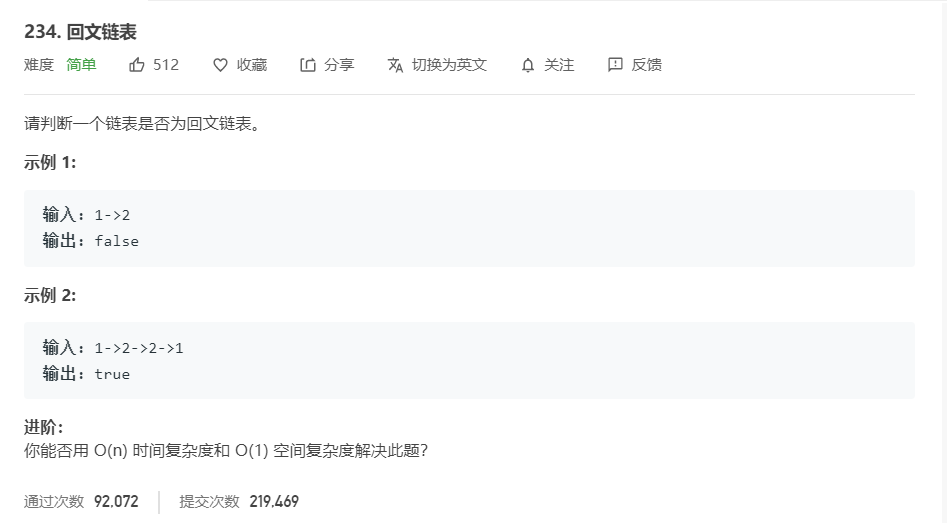 234. 回文链表
难度 简单 512 收藏 分享 切换为英文 关注 反馈
请判断一个链表是否为回文链表。
示例 1:
输入: 1->2
输出: false
示例 2:
输入: 1->2->2->1
输出: true
进阶:
你能否用 O(n) 时间复杂度和 O(1) 空间复杂度解决此题？
通过次数 92,072 提交次数 219,469